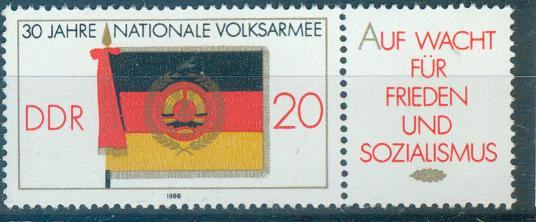 30 JAHRE NATIONALE VOLKSARMEE
DDR
20
1986
AUF WACHT
FÜR
FRIEDEN
UND
SOZIALISMUS